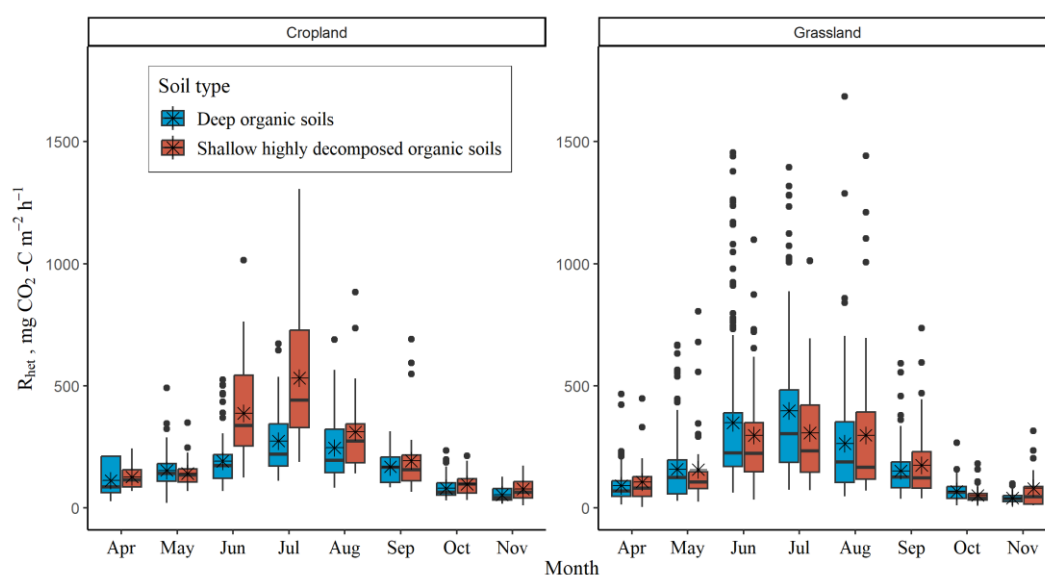 Cropland
Grassland
Soil type
Deep organic soils
Shallow highly decomposed organic soils
R_het , mg CO₂ -C m⁻² h⁻¹
1500
1000
500
0
1500
1000
500
0
Apr May Jun Jul Aug Sep Oct Nov
Apr May Jun Jul Aug Sep Oct Nov
Month